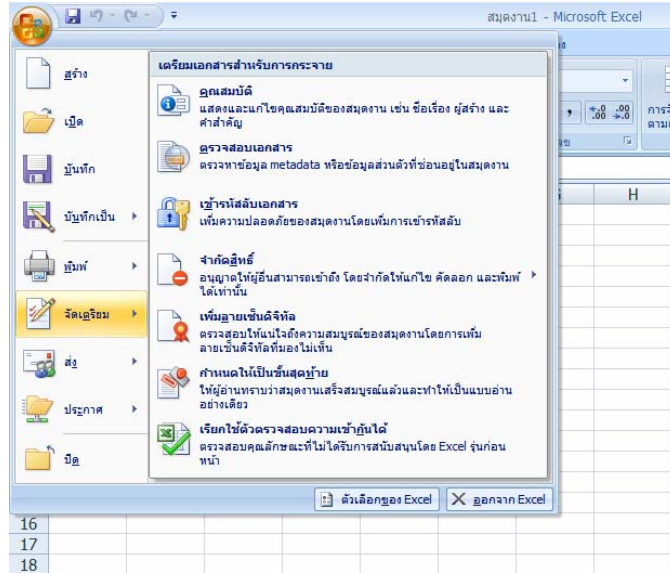 สมุดงาน1 - Microsoft Excel
สร้าง
เปิด
บันทึก
บันทึกเป็น
พิมพ์
จัดเตรียม
ส่ง
ประกาศ
ปิด
เตรียมเอกสารสำหรับการกระจาย
คุณสมบัติ
แสดงและแก้ไขคุณสมบัติของสมุดงาน เช่น ชื่อเรื่อง ผู้สร้าง และ
คำสำคัญ
ตรวจสอบเอกสาร
ตรวจหาข้อมูล metadata หรือข้อมูลส่วนตัวที่ซ่อนอยู่ในสมุดงาน
เข้ารหัสลับเอกสาร
เพิ่มความปลอดภัยของสมุดงานโดยเพิ่มการเข้ารหัสลับ
จำกัดสิทธิ์
อนุญาตให้ผู้อื่นสามารถเข้าถึง โดยจำกัดให้แก้ไข คัดลอก และพิมพ์
ได้เท่านั้น
เพิ่มลายเซ็นดิจิทัล
ตรวจสอบให้แน่ใจถึงความสมบูรณ์ของสมุดงานโดยการเพิ่ม
ลายเซ็นดิจิทัลที่มองไม่เห็น
กำหนดให้เป็นขั้นสุดท้าย
ให้ผู้อ่านทราบว่าสมุดงานเสร็จสมบูรณ์แล้วและทำให้เป็นแบบอ่าน
อย่างเดียว
เรียกใช้ตัวตรวจสอบความเข้ากันได้
ตรวจสอบคุณลักษณะที่ไม่ได้รับการสนับสนุนโดย Excel รุ่นก่อน
หน้า
ตัวเลือกของ Excel
ออกจาก Excel
H
16
17
18